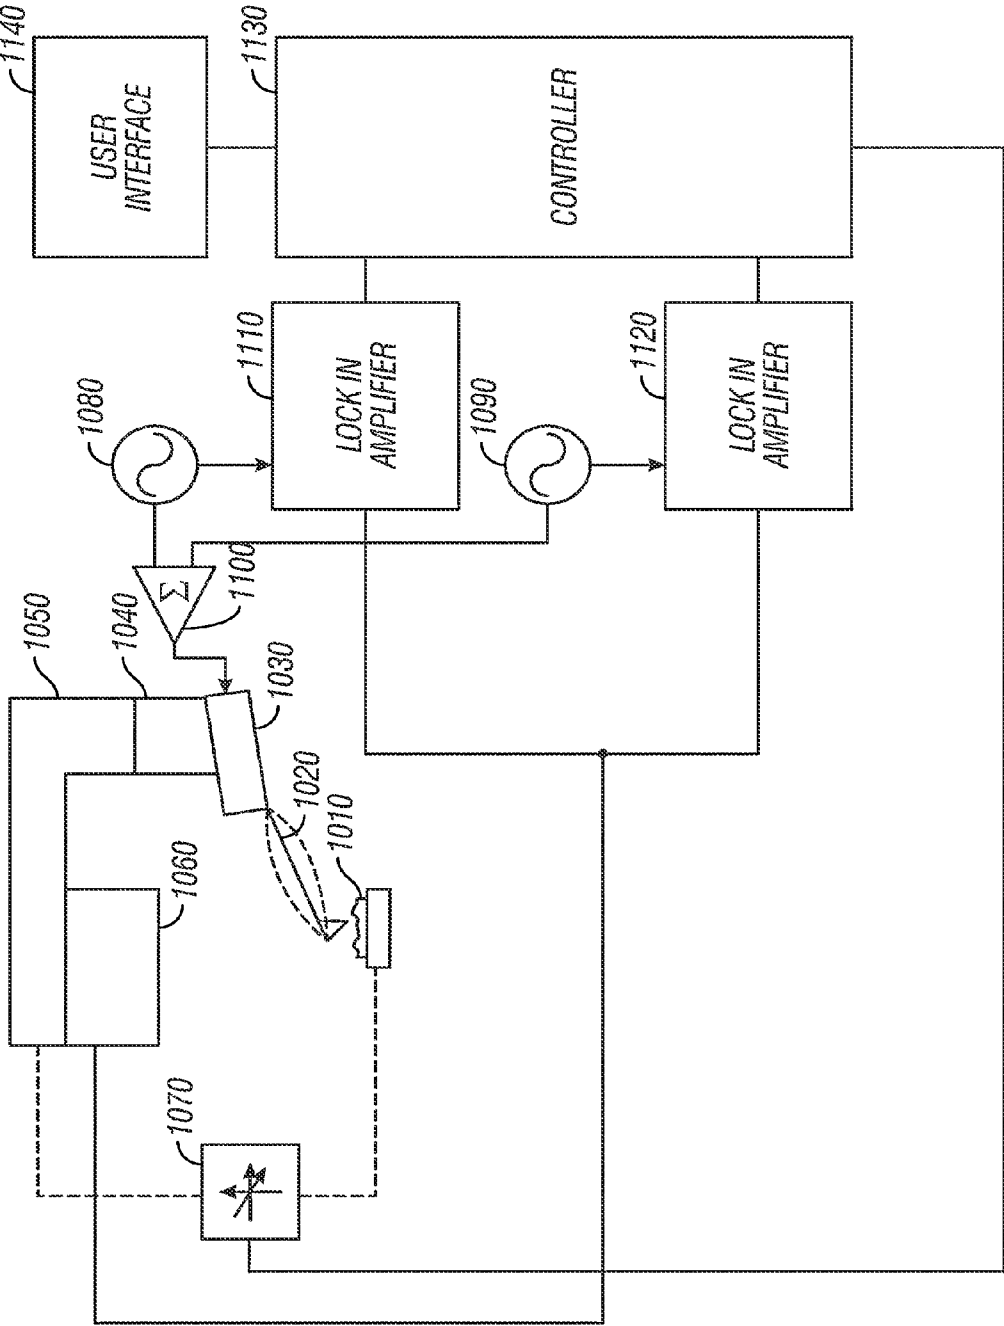 1140
USER
INTERFACE
1130
CONTROLLER
1110
LOCK IN
AMPLIFIER
1120
LOCK IN
AMPLIFIER
1080
1090
Σ
1100
1050
1040
1030
1020
1010
1060
1070